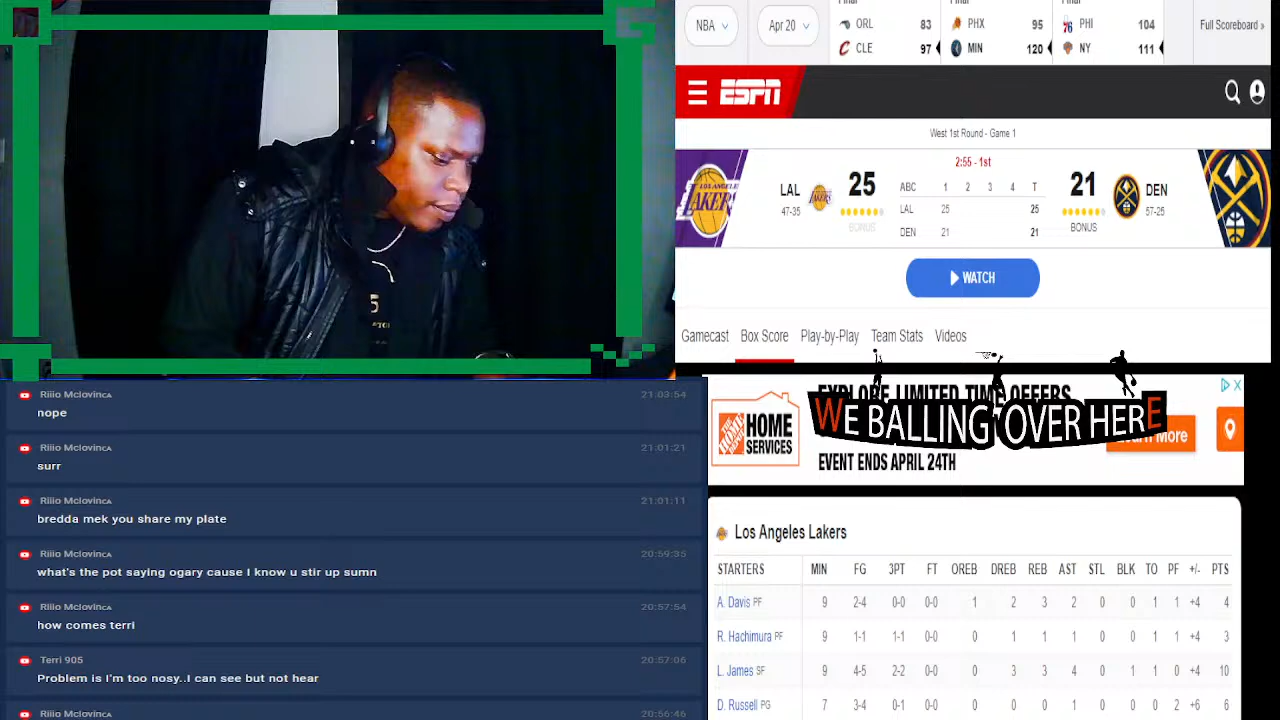 NBA
Apr 20
Final
ORL 83
CLE 97
Final
PHX 95
MIN 120
Final
PHI 104
NY 111
Full Scoreboard »
ESPN
West 1st Round - Game 1
2:55 - 1st
LAL
47-35
25
BONUS
ABC 1 2 3 4 T
LAL 25 25
DEN 21 21
21
BONUS
DEN
57-25
WATCH
Gamecast Box Score Play-by-Play Team Stats Videos
EXPLORE LIMITED TIME OFFERS
WE BALLING OVER HERE
HOME SERVICES
Learn More
EVENT ENDS APRIL 24TH
Los Angeles Lakers
STARTERS MIN FG 3PT FT OREB DREB REB AST STL BLK TO PF +/- PTS
A. Davis PF 9 2-4 0-0 0-0 1 2 3 2 0 0 1 1 +4 4
R. Hachimura PF 9 1-1 1-1 0-0 0 1 1 1 0 0 0 1 +4 3
L. James SF 9 4-5 2-2 0-0 0 3 3 4 0 1 1 0 +4 10
D. Russell PG 7 3-4 0-1 0-0 0 0 0 1 0 0 0 2 +6 6
Riiio MclovinCA 21:03:54
nope
Riiio MclovinCA 21:01:21
surr
Riiio MclovinCA 21:01:11
bredda mek you share my plate
Riiio MclovinCA 20:59:35
what's the pot saying ogary cause I know u stir up sumn
Riiio MclovinCA 20:57:54
how comes terri
Terri 905 20:57:06
Problem is I'm too nosy..I can see but not hear
Riiio MclovinCA 20:56:46